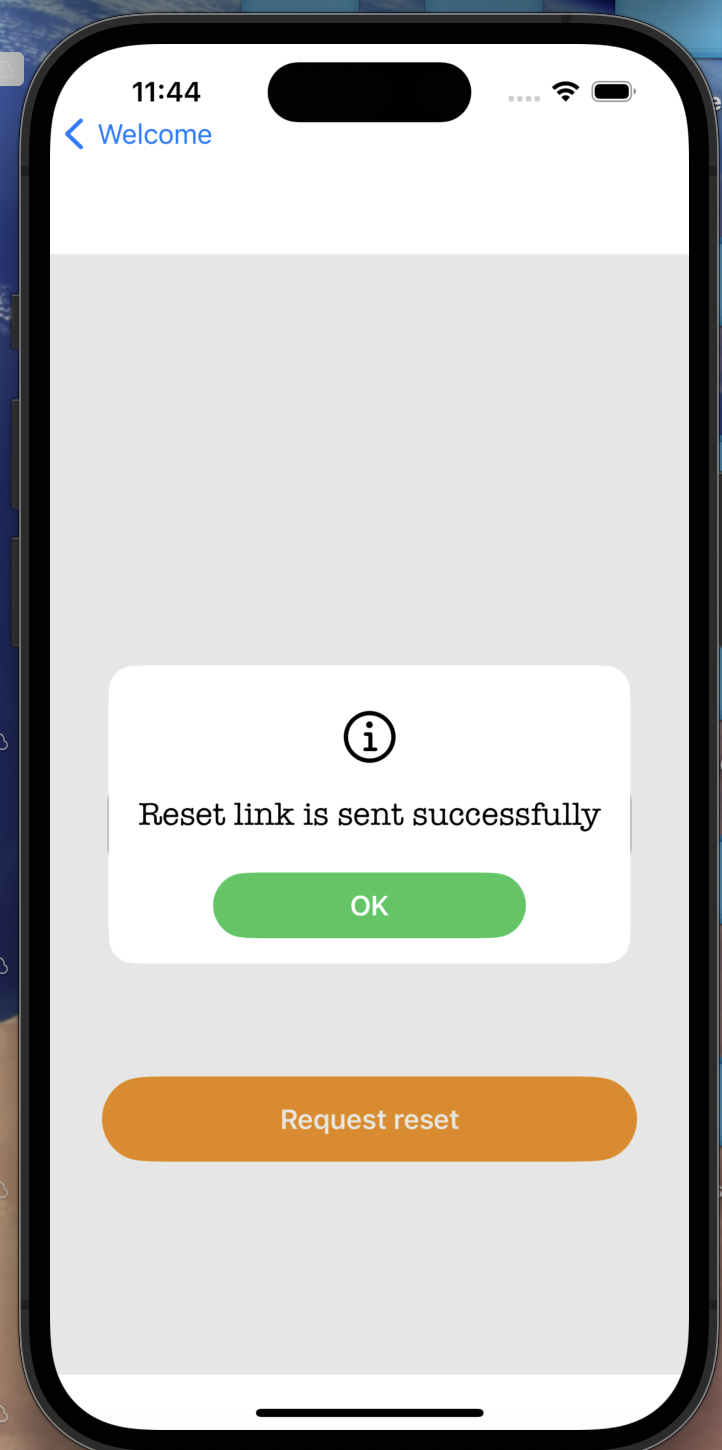 11:44
Welcome
Reset link is sent successfully
OK
Request reset